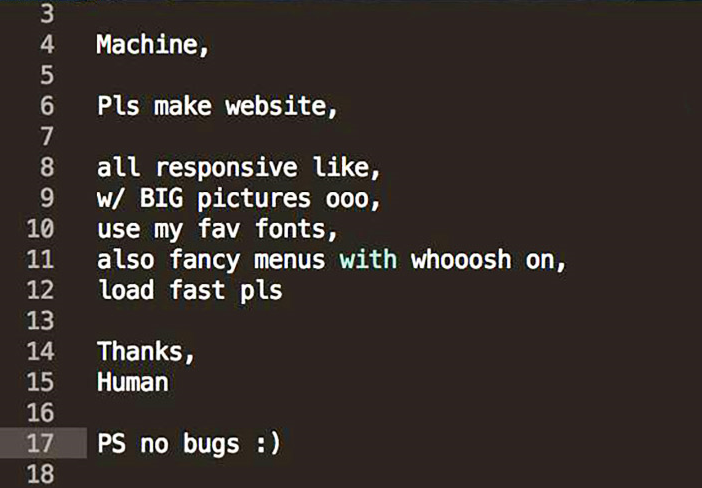 3
4 Machine,
5
6 Pls make website,
7
8 all responsive like,
9 w/ BIG pictures ooo,
10 use my fav fonts,
11 also fancy menus with whooosh on,
12 load fast pls
13
14 Thanks,
15 Human
16
17 PS no bugs :)
18